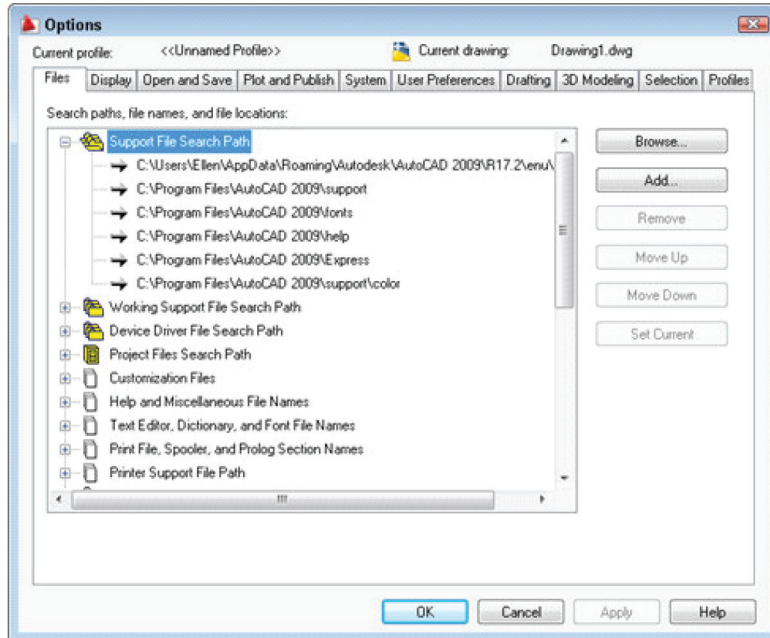 Options
Current profile: <<Unnamed Profile>> Current drawing: Drawing1.dwg
Files Display Open and Save Plot and Publish System User Preferences Drafting 3D Modeling Selection Profiles
Search paths, file names, and file locations:
Support File Search Path
C:\Users\Ellen\AppData\Roaming\Autodesk\AutoCAD 2009\R17.2\enu\
C:\Program Files\AutoCAD 2009\support
C:\Program Files\AutoCAD 2009\fonts
C:\Program Files\AutoCAD 2009\help
C:\Program Files\AutoCAD 2009\Express
C:\Program Files\AutoCAD 2009\support\color
Working Support File Search Path
Device Driver File Search Path
Project Files Search Path
Customization Files
Help and Miscellaneous File Names
Text Editor, Dictionary, and Font File Names
Print File, Spooler, and Prolog Section Names
Printer Support File Path
Browse...
Add...
Remove
Move Up
Move Down
Set Current
OK Cancel Apply Help